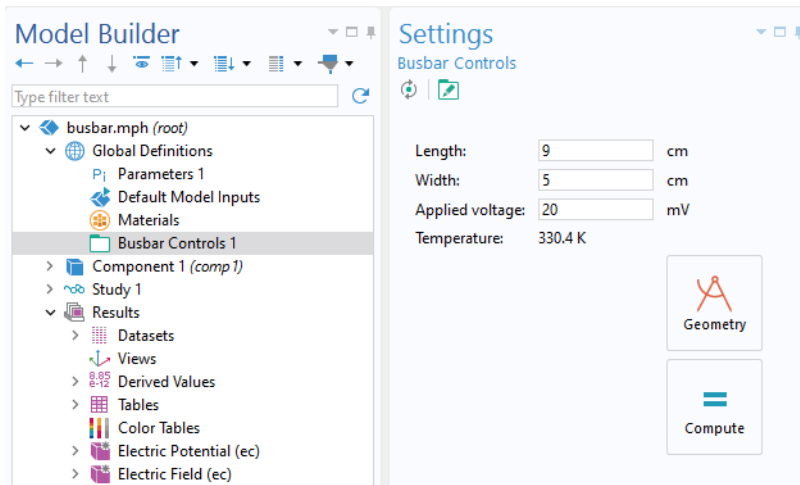 Model Builder
Type filter text
busbar.mph (root)
Global Definitions
Pi Parameters 1
Default Model Inputs
Materials
Busbar Controls 1
Component 1 (comp1)
Study 1
Results
Datasets
Views
8.85
e-12 Derived Values
Tables
Color Tables
Electric Potential (ec)
Electric Field (ec)
Settings
Busbar Controls
Length: 9 cm
Width: 5 cm
Applied voltage: 20 mV
Temperature: 330.4 K
Geometry
Compute